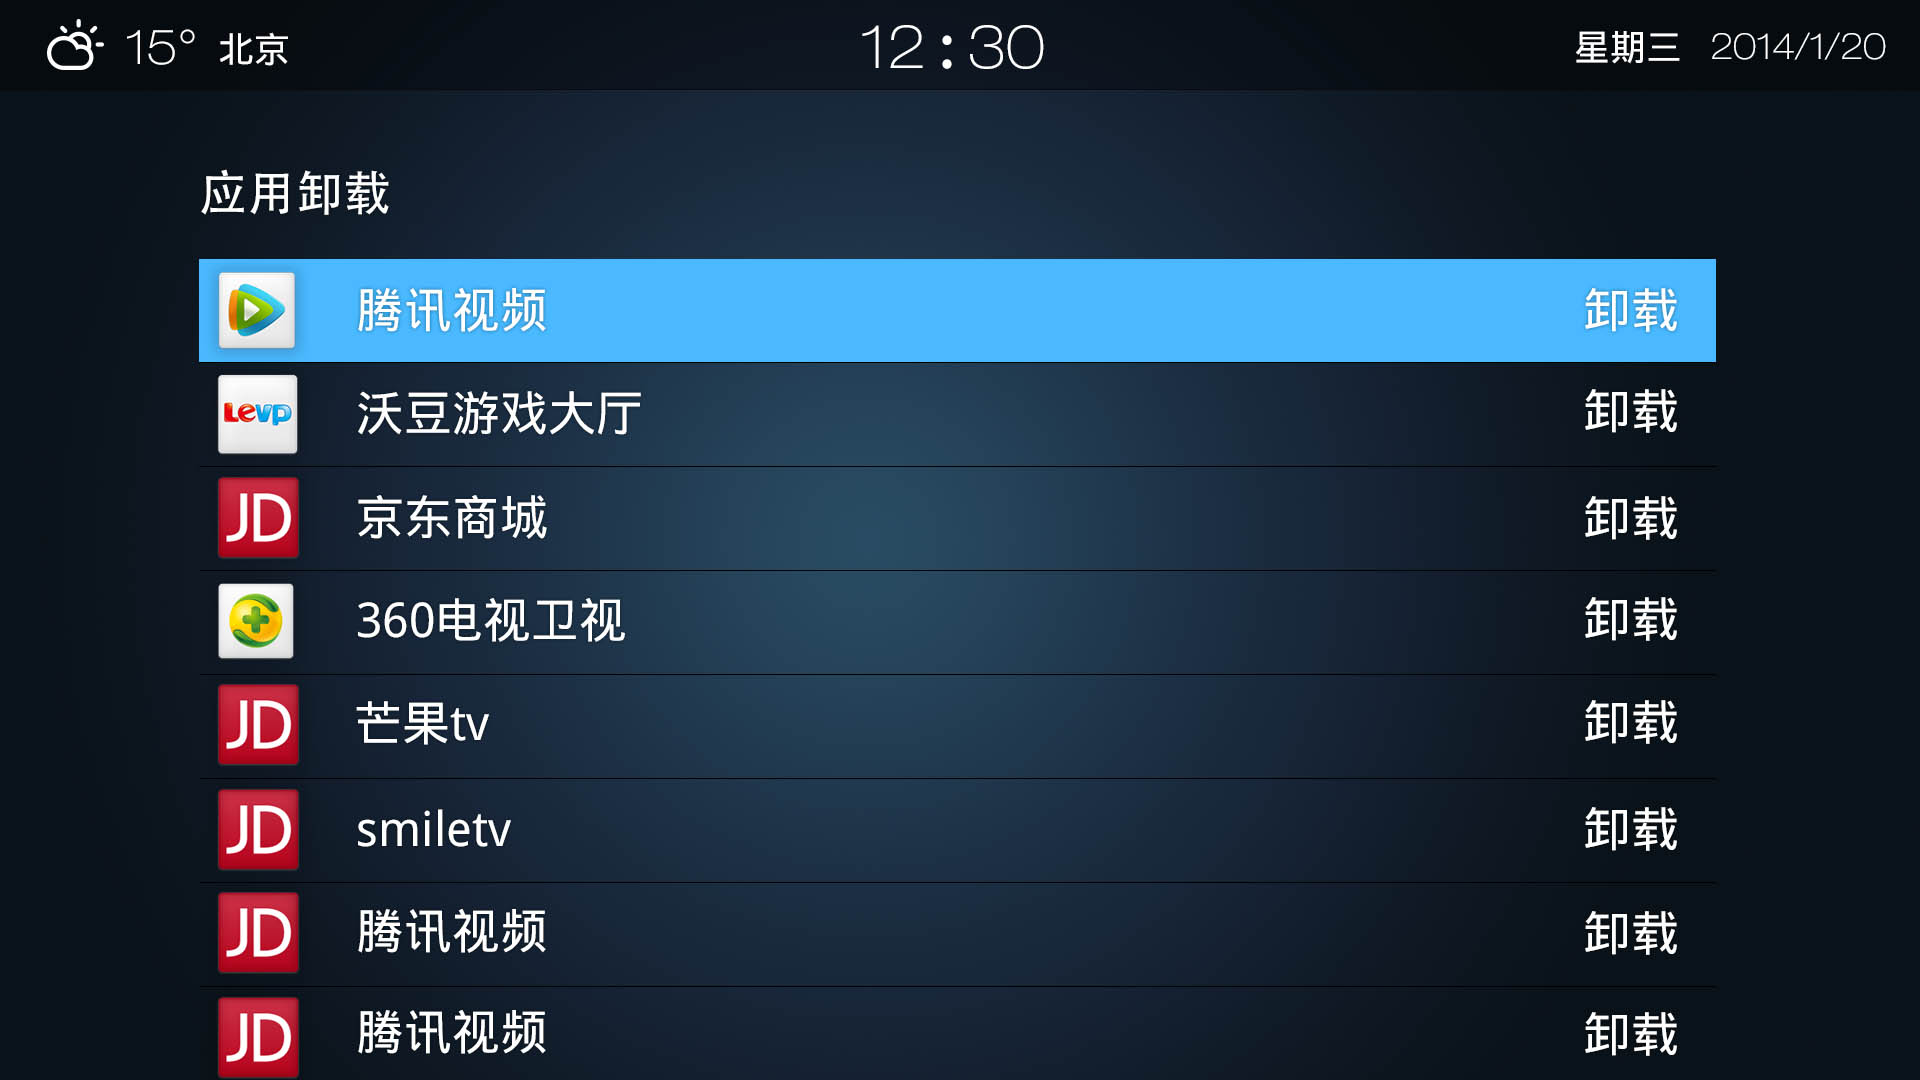 15° 北京 12:30 星期三 2014/1/20
应用卸载
腾讯视频 卸载
Levp 沃豆游戏大厅 卸载
JD 京东商城 卸载
360电视卫视 卸载
JD 芒果tv 卸载
JD smiletv 卸载
JD 腾讯视频 卸载
JD 腾讯视频 卸载